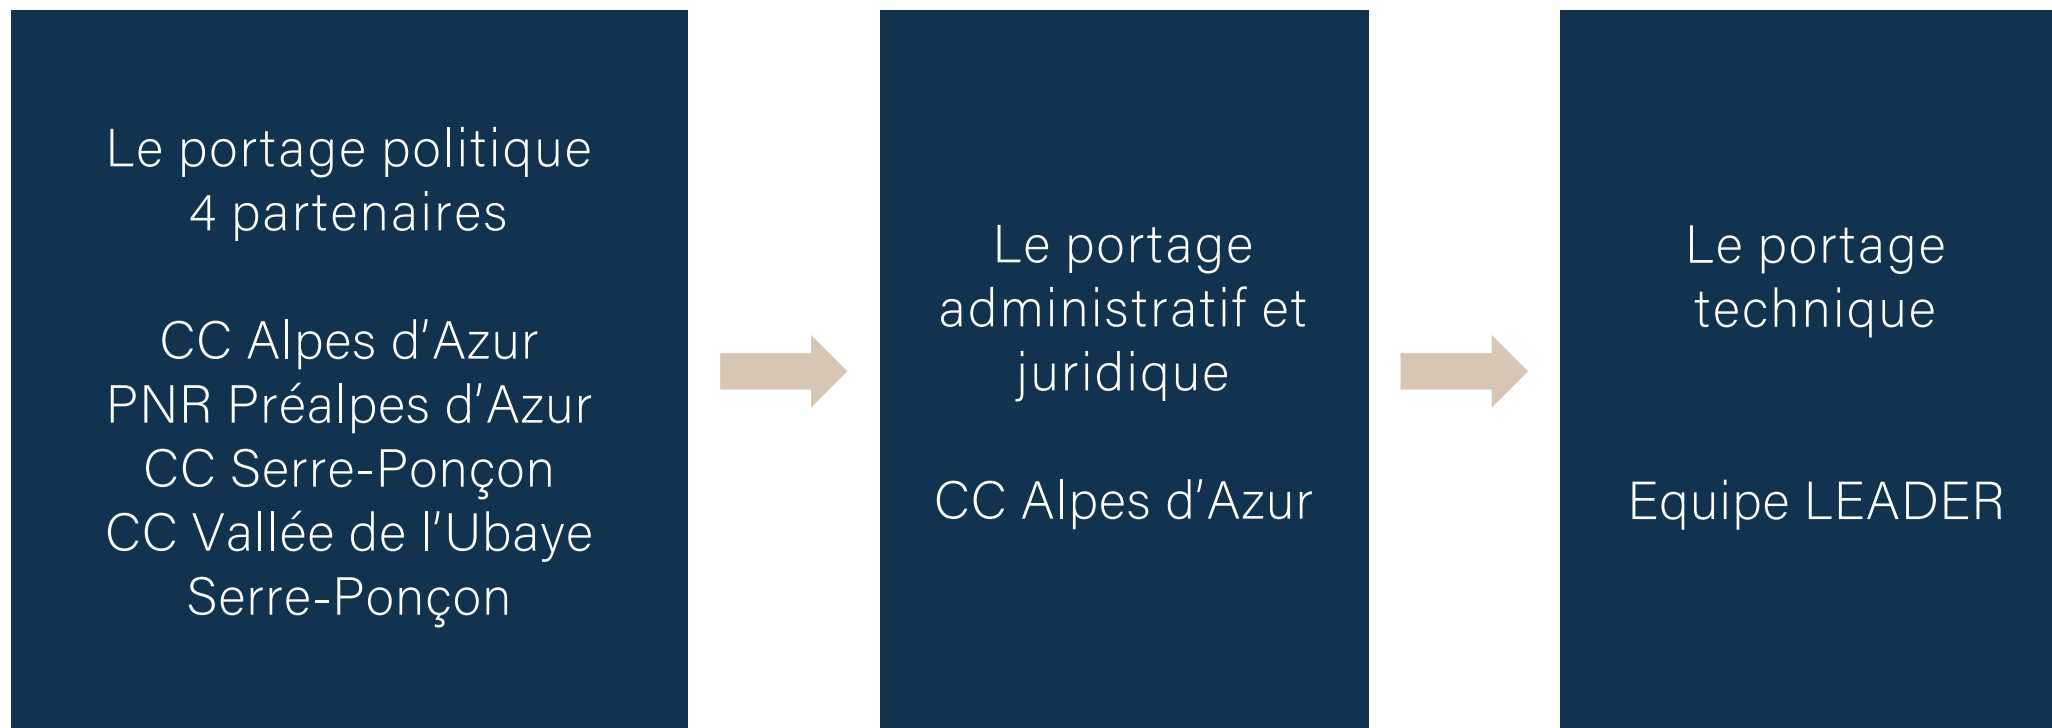 Le portage politique
4 partenaires
CC Alpes d'Azur
PNR Préalpes d'Azur
CC Serre-Ponçon
CC Vallée de l'Ubaye
Serre-Ponçon
Le portage
administratif et
juridique
CC Alpes d'Azur
Le portage
technique
Equipe LEADER